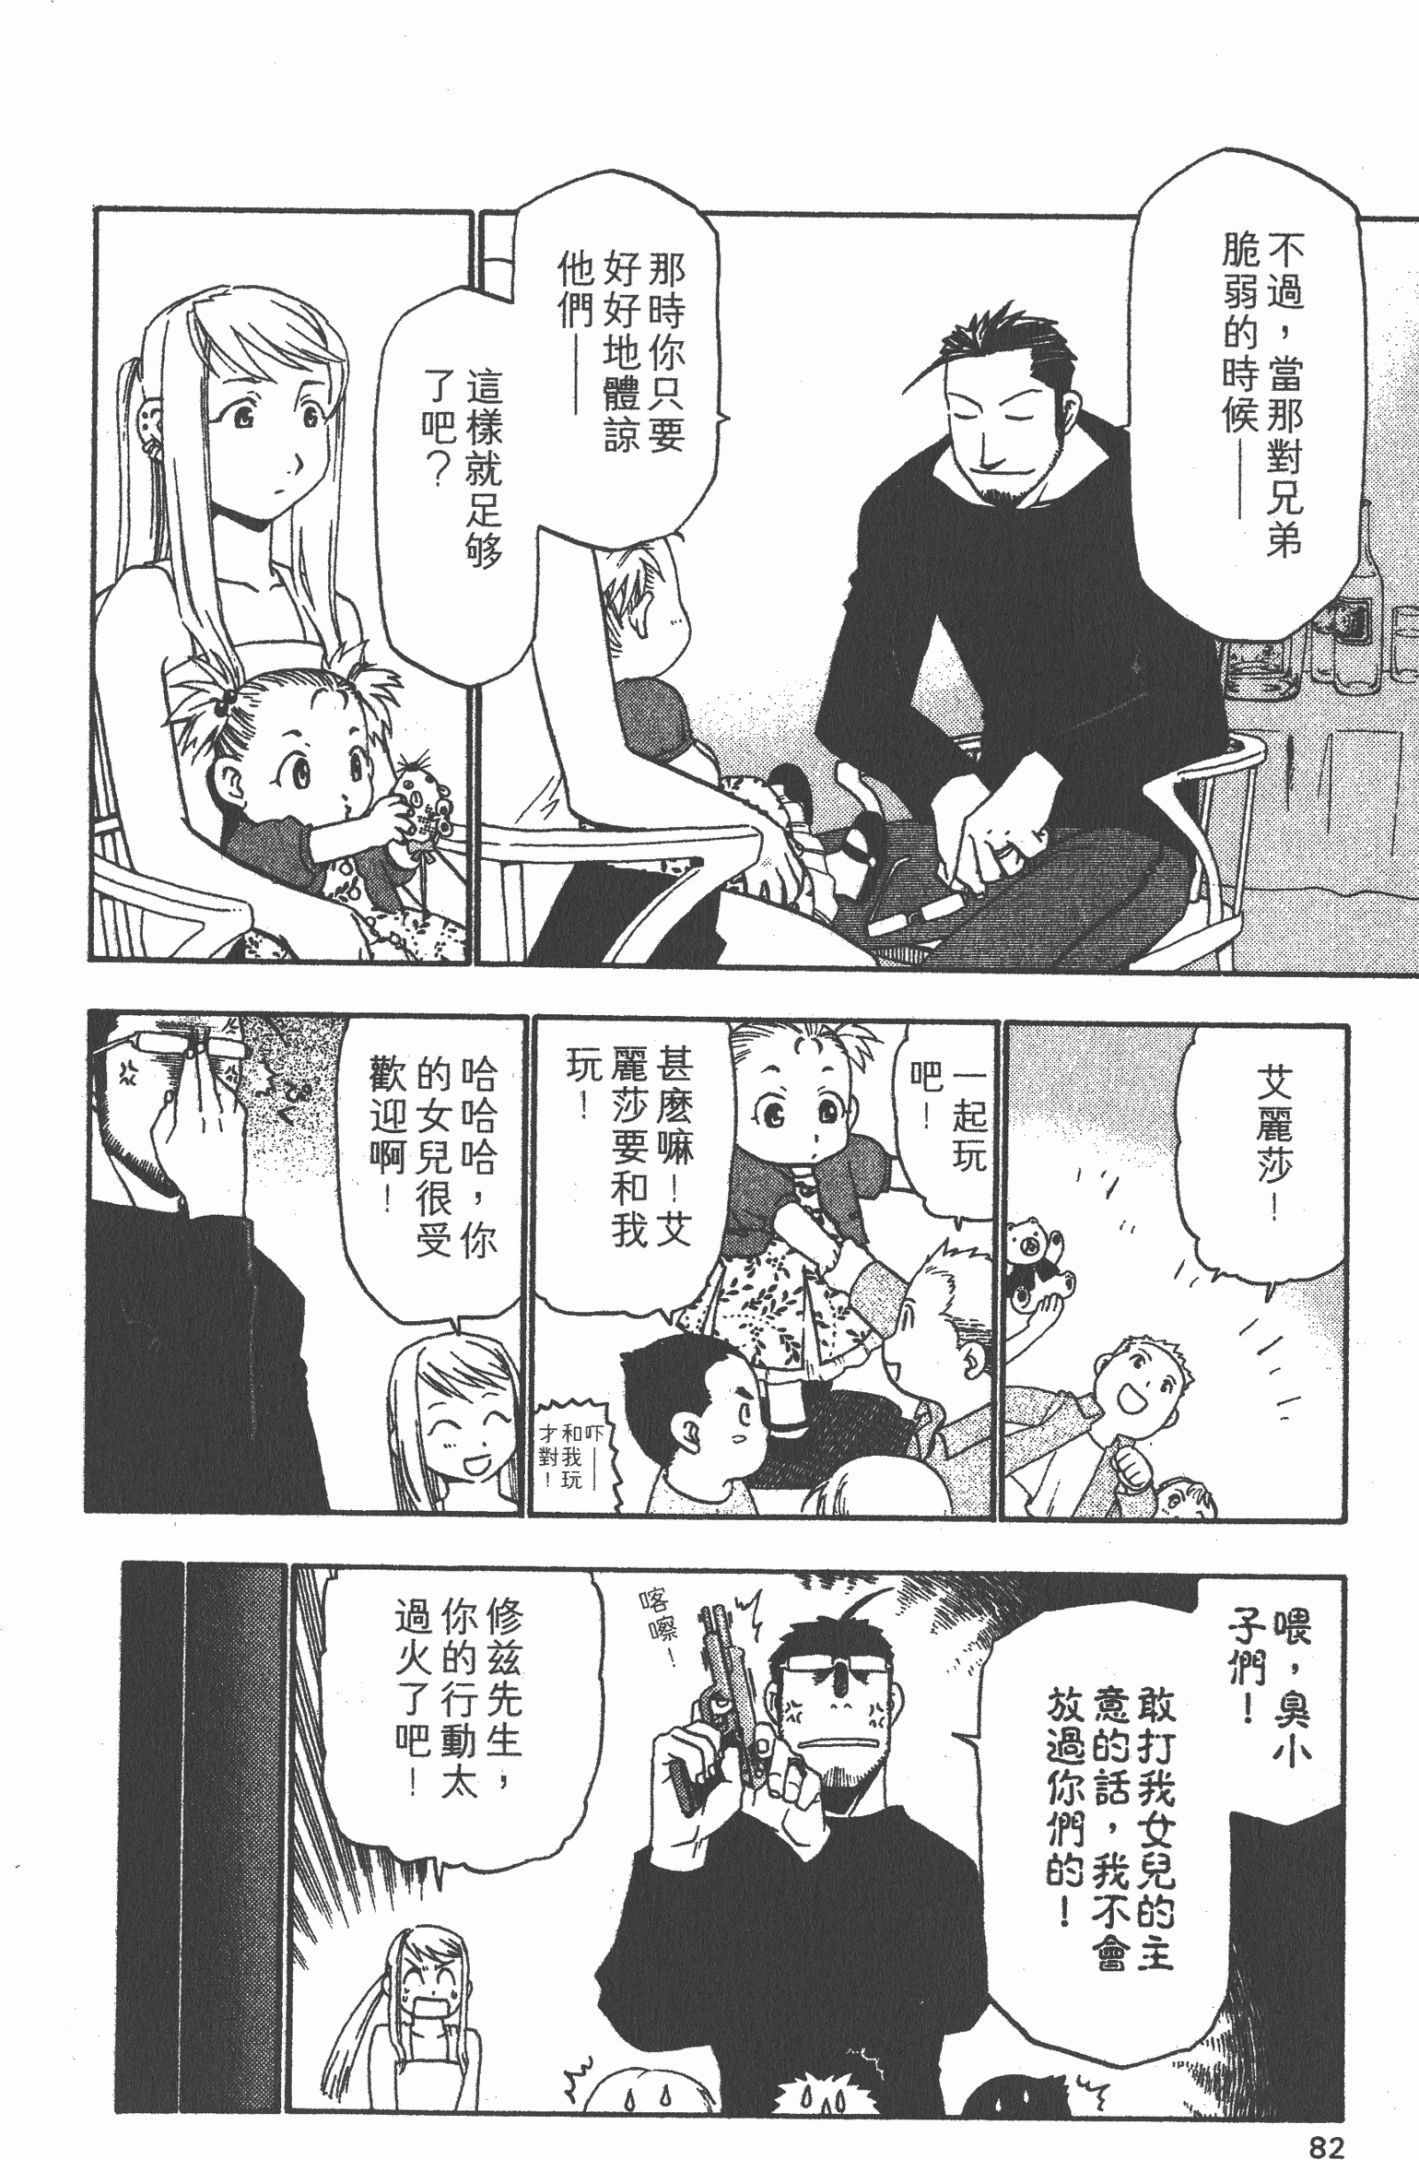 不過，當那對兄弟
脆弱的時候——
那時你只要
好好地體諒
他們——
這樣就足够
了吧？
艾麗莎！
一起玩
吧！
甚麽嘛！艾
麗莎要和我
玩！
吓——
和我玩
才對！
哈哈哈，你
的女兒很受
歡迎啊！
喂，臭小
子們！
敢打我女兒的主
意的話，我不會
放過你們的！
喀嚓！
修兹先生，
你的行動太
過火了吧！
82